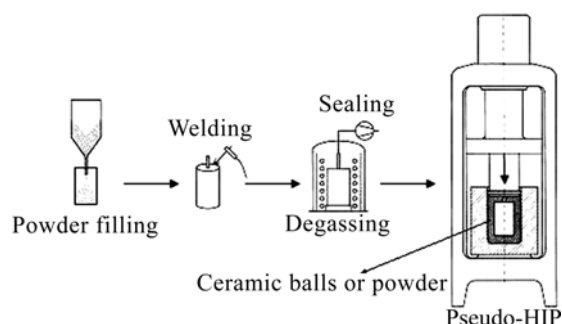 Sealing
Welding
Powder filling
Degassing
Ceramic balls or powder
Pseudo-HIP